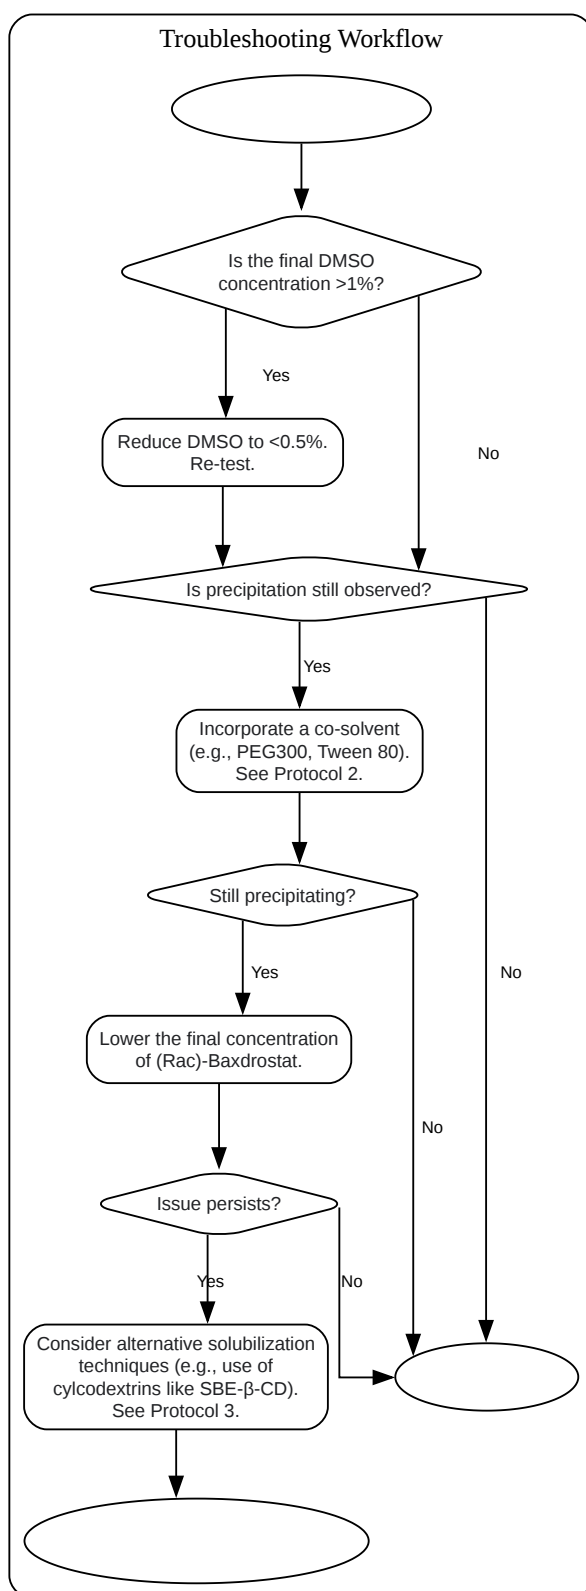 Troubleshooting Workflow
Is the final DMSO
concentration >1%?
Yes
Reduce DMSO to <0.5%.
Re-test.
No
Is precipitation still observed?
Yes
Incorporate a co-solvent
(e.g., PEG300, Tween 80).
See Protocol 2.
Still precipitating?
Yes
No
Lower the final concentration
of (Rac)-Baxdrostat.
No
Issue persists?
Yes
No
Consider alternative solubilization
techniques (e.g., use of
cylcodextrins like SBE-β-CD).
See Protocol 3.